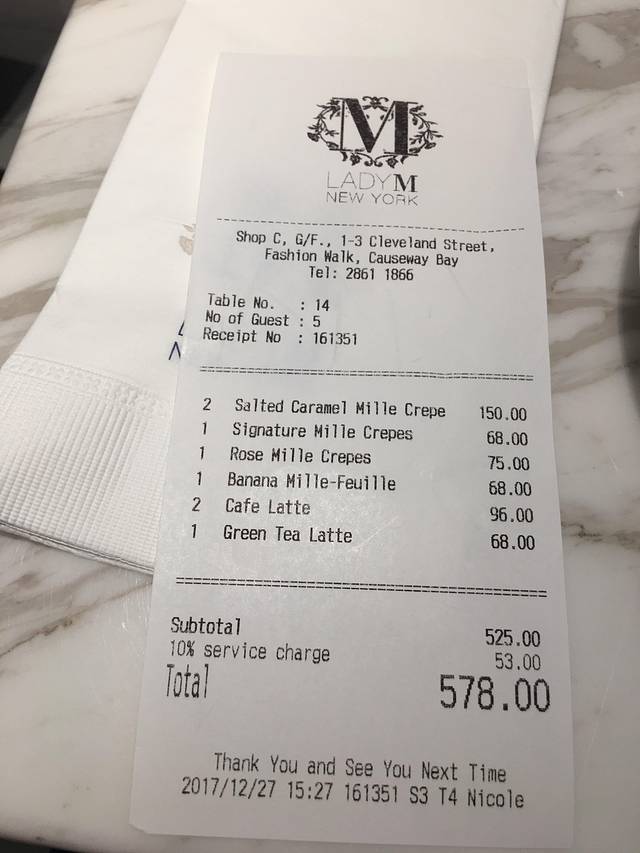 M
LADY M
NEW YORK
Shop C, G/F., 1-3 Cleveland Street,
Fashion Walk, Causeway Bay
Tel: 2861 1866
Table No. : 14
No of Guest : 5
Receipt No : 161351
2 Salted Caramel Mille Crepe 150.00
1 Signature Mille Crepes 68.00
1 Rose Mille Crepes 75.00
1 Banana Mille-Feuille 68.00
2 Cafe Latte 96.00
1 Green Tea Latte 68.00
Subtotal 525.00
10% service charge 53.00
Total 578.00
Thank You and See You Next Time
2017/12/27 15:27 161351 S3 T4 Nicole